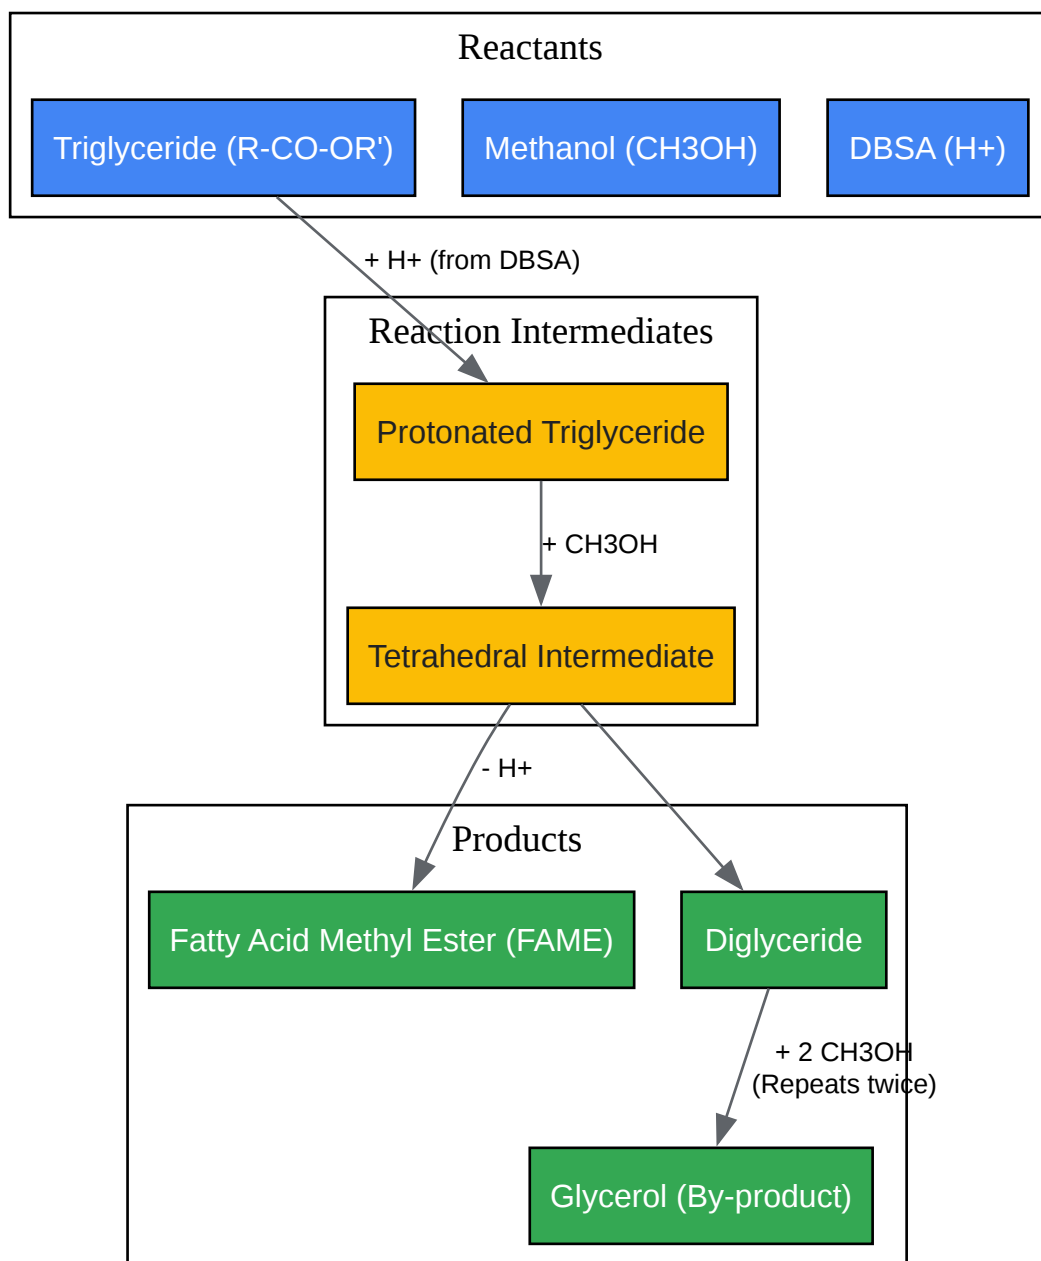 Reactants
Triglyceride (R-CO-OR')
Methanol (CH3OH)
DBSA (H+)
+ H+ (from DBSA)
Reaction Intermediates
Protonated Triglyceride
+ CH3OH
Tetrahedral Intermediate
- H+
Products
Fatty Acid Methyl Ester (FAME)
Diglyceride
+ 2 CH3OH
(Repeats twice)
Glycerol (By-product)